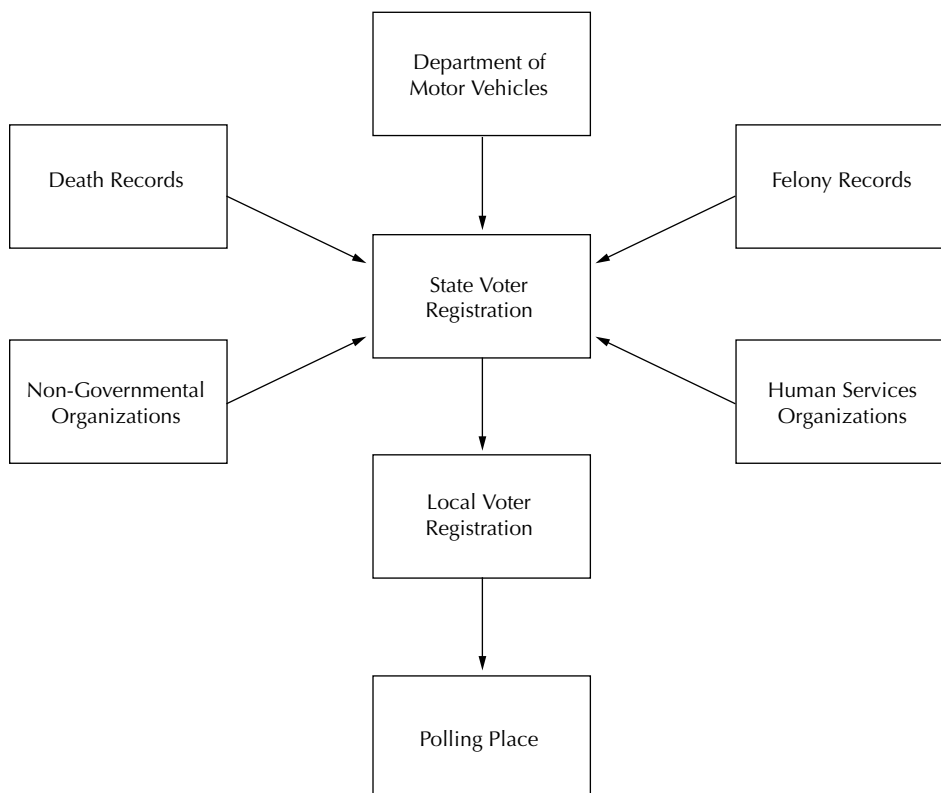 Department of
Motor Vehicles
Death Records
Felony Records
State Voter
Registration
Non-Governmental
Organizations
Human Services
Organizations
Local Voter
Registration
Polling Place